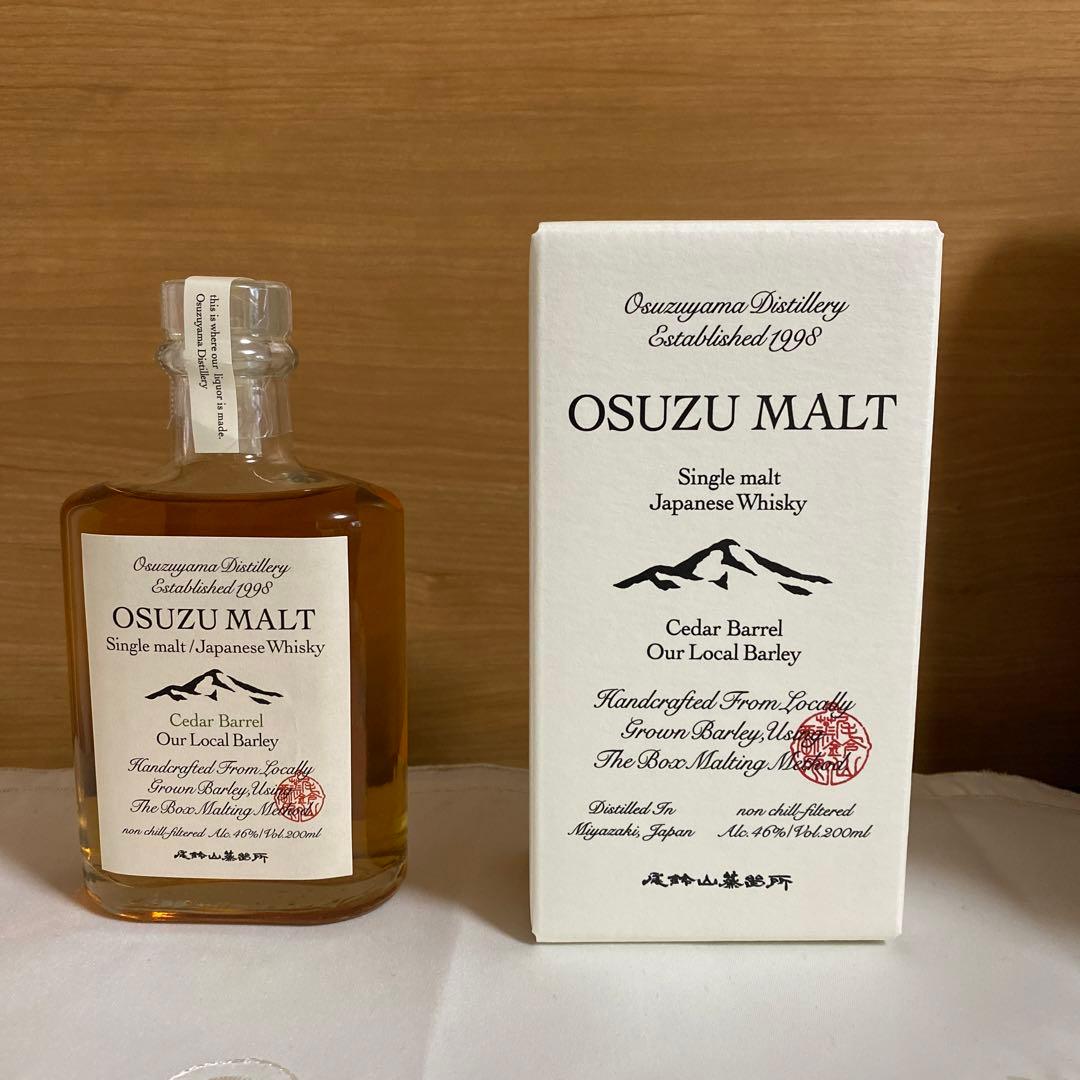 this is where our liquor is made.
Osuzuyama Distillery
Osuzuyama Distillery
Established 1998
OSUZU MALT
Single malt / Japanese Whisky
Cedar Barrel
Our Local Barley
Handcrafted From Locally
Grown Barley, Using
The Box Malting Method
non chill-filtered Alc. 46%/Vol. 200ml
尾鈴山蒸留所
Osuzuyama Distillery
Established 1998
OSUZU MALT
Single malt
Japanese Whisky
Cedar Barrel
Our Local Barley
Handcrafted From Locally
Grown Barley, Using
The Box Malting Method
Distilled In
Miyazaki, Japan
non chill-filtered
Alc. 46%/Vol. 200ml
尾鈴山蒸留所